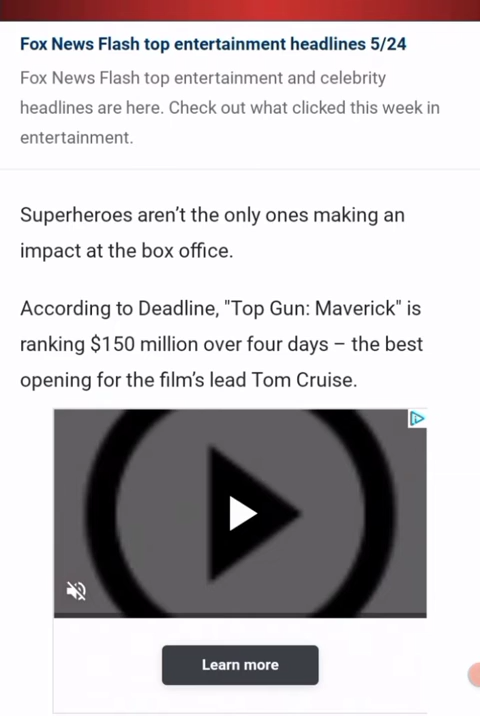 Fox News Flash top entertainment headlines 5/24
Fox News Flash top entertainment and celebrity
headlines are here. Check out what clicked this week in
entertainment.
Superheroes aren’t the only ones making an
impact at the box office.
According to Deadline, "Top Gun: Maverick" is
ranking $150 million over four days – the best
opening for the film’s lead Tom Cruise.
Learn more